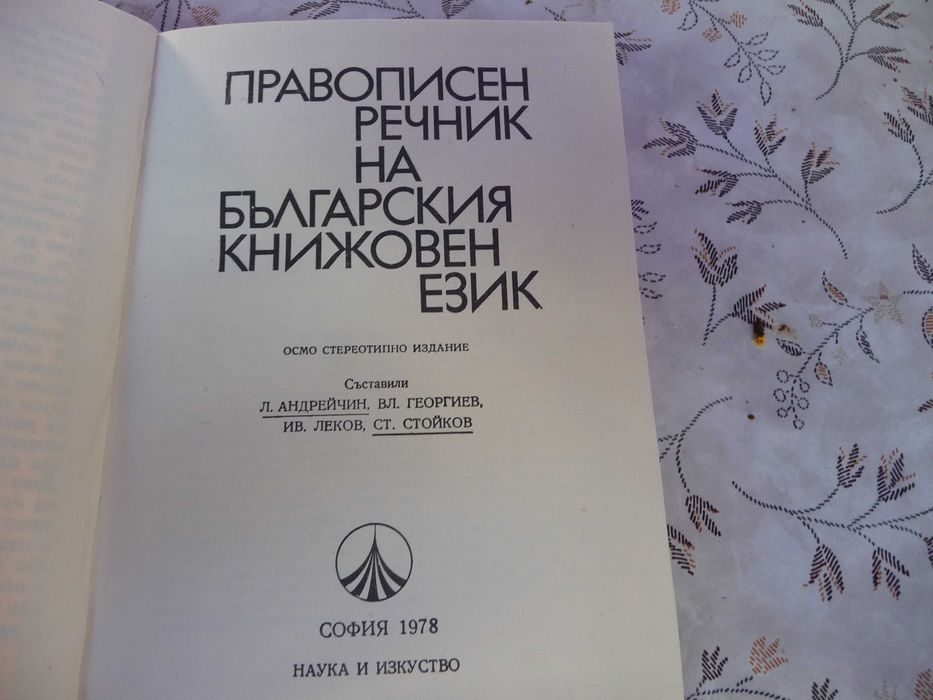 ПРАВОПИСЕН
РЕЧНИК
НА
БЪЛГАРСКИЯ
КНИЖОВЕН
ЕЗИК
ОСМО СТЕРЕОТИПНО ИЗДАНИЕ
Съставили
Л. АНДРЕЙЧИН, ВЛ. ГЕОРГИЕВ,
ИВ. ЛЕКОВ, СТ. СТОЙКОВ
СОФИЯ 1978
НАУКА И ИЗКУСТВО